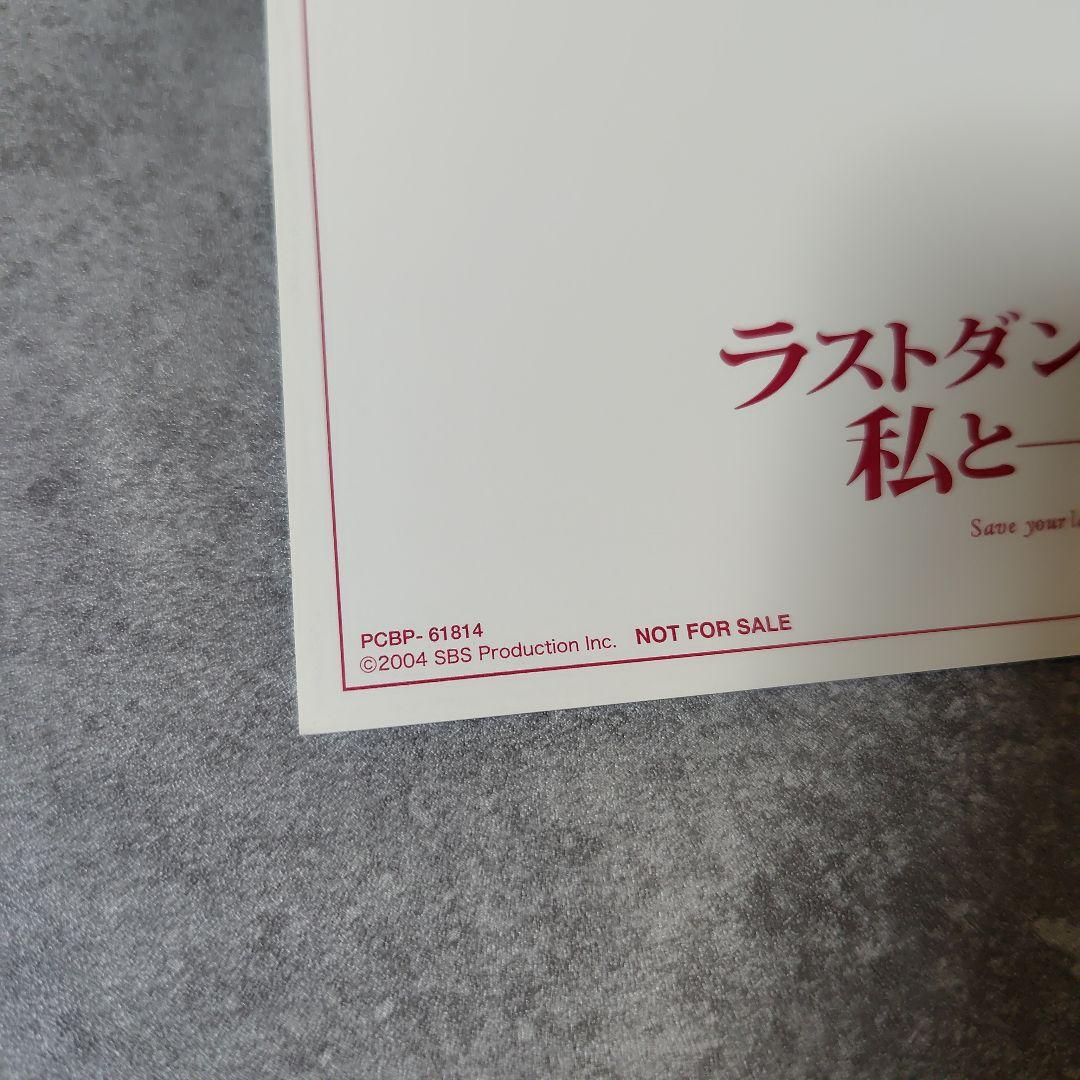 ラストダン
私と―
Save your
PCBP- 61814
©2004 SBS Production Inc. NOT FOR SALE